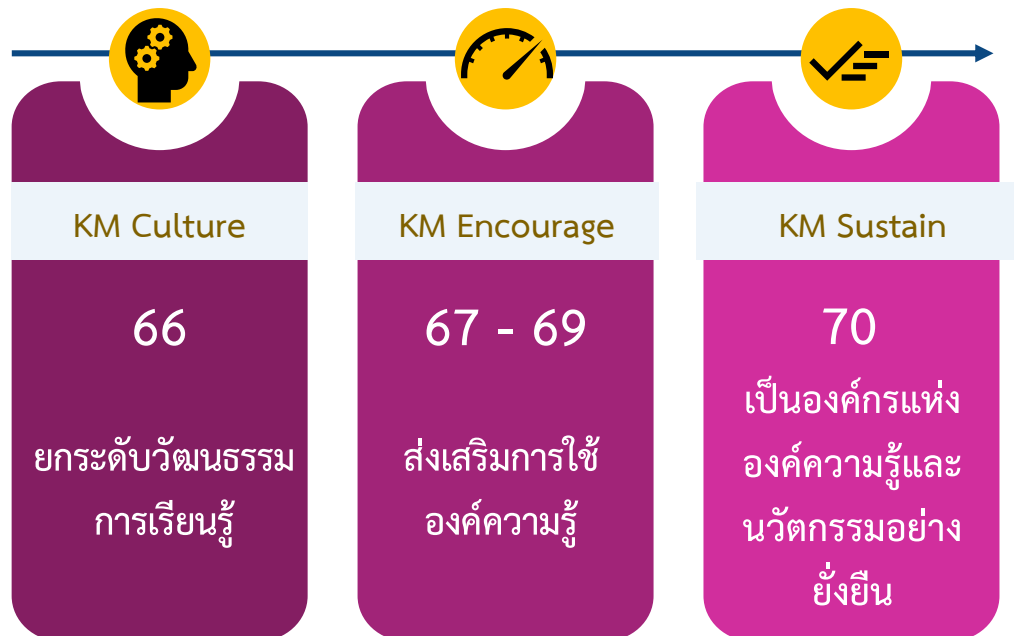 KM Culture
66
ยกระดับวัฒนธรรม
การเรียนรู้
KM Encourage
67 - 69
ส่งเสริมการใช้
องค์ความรู้
KM Sustain
70
เป็นองค์กรแห่ง
องค์ความรู้และ
นวัตกรรมอย่าง
ยั่งยืน